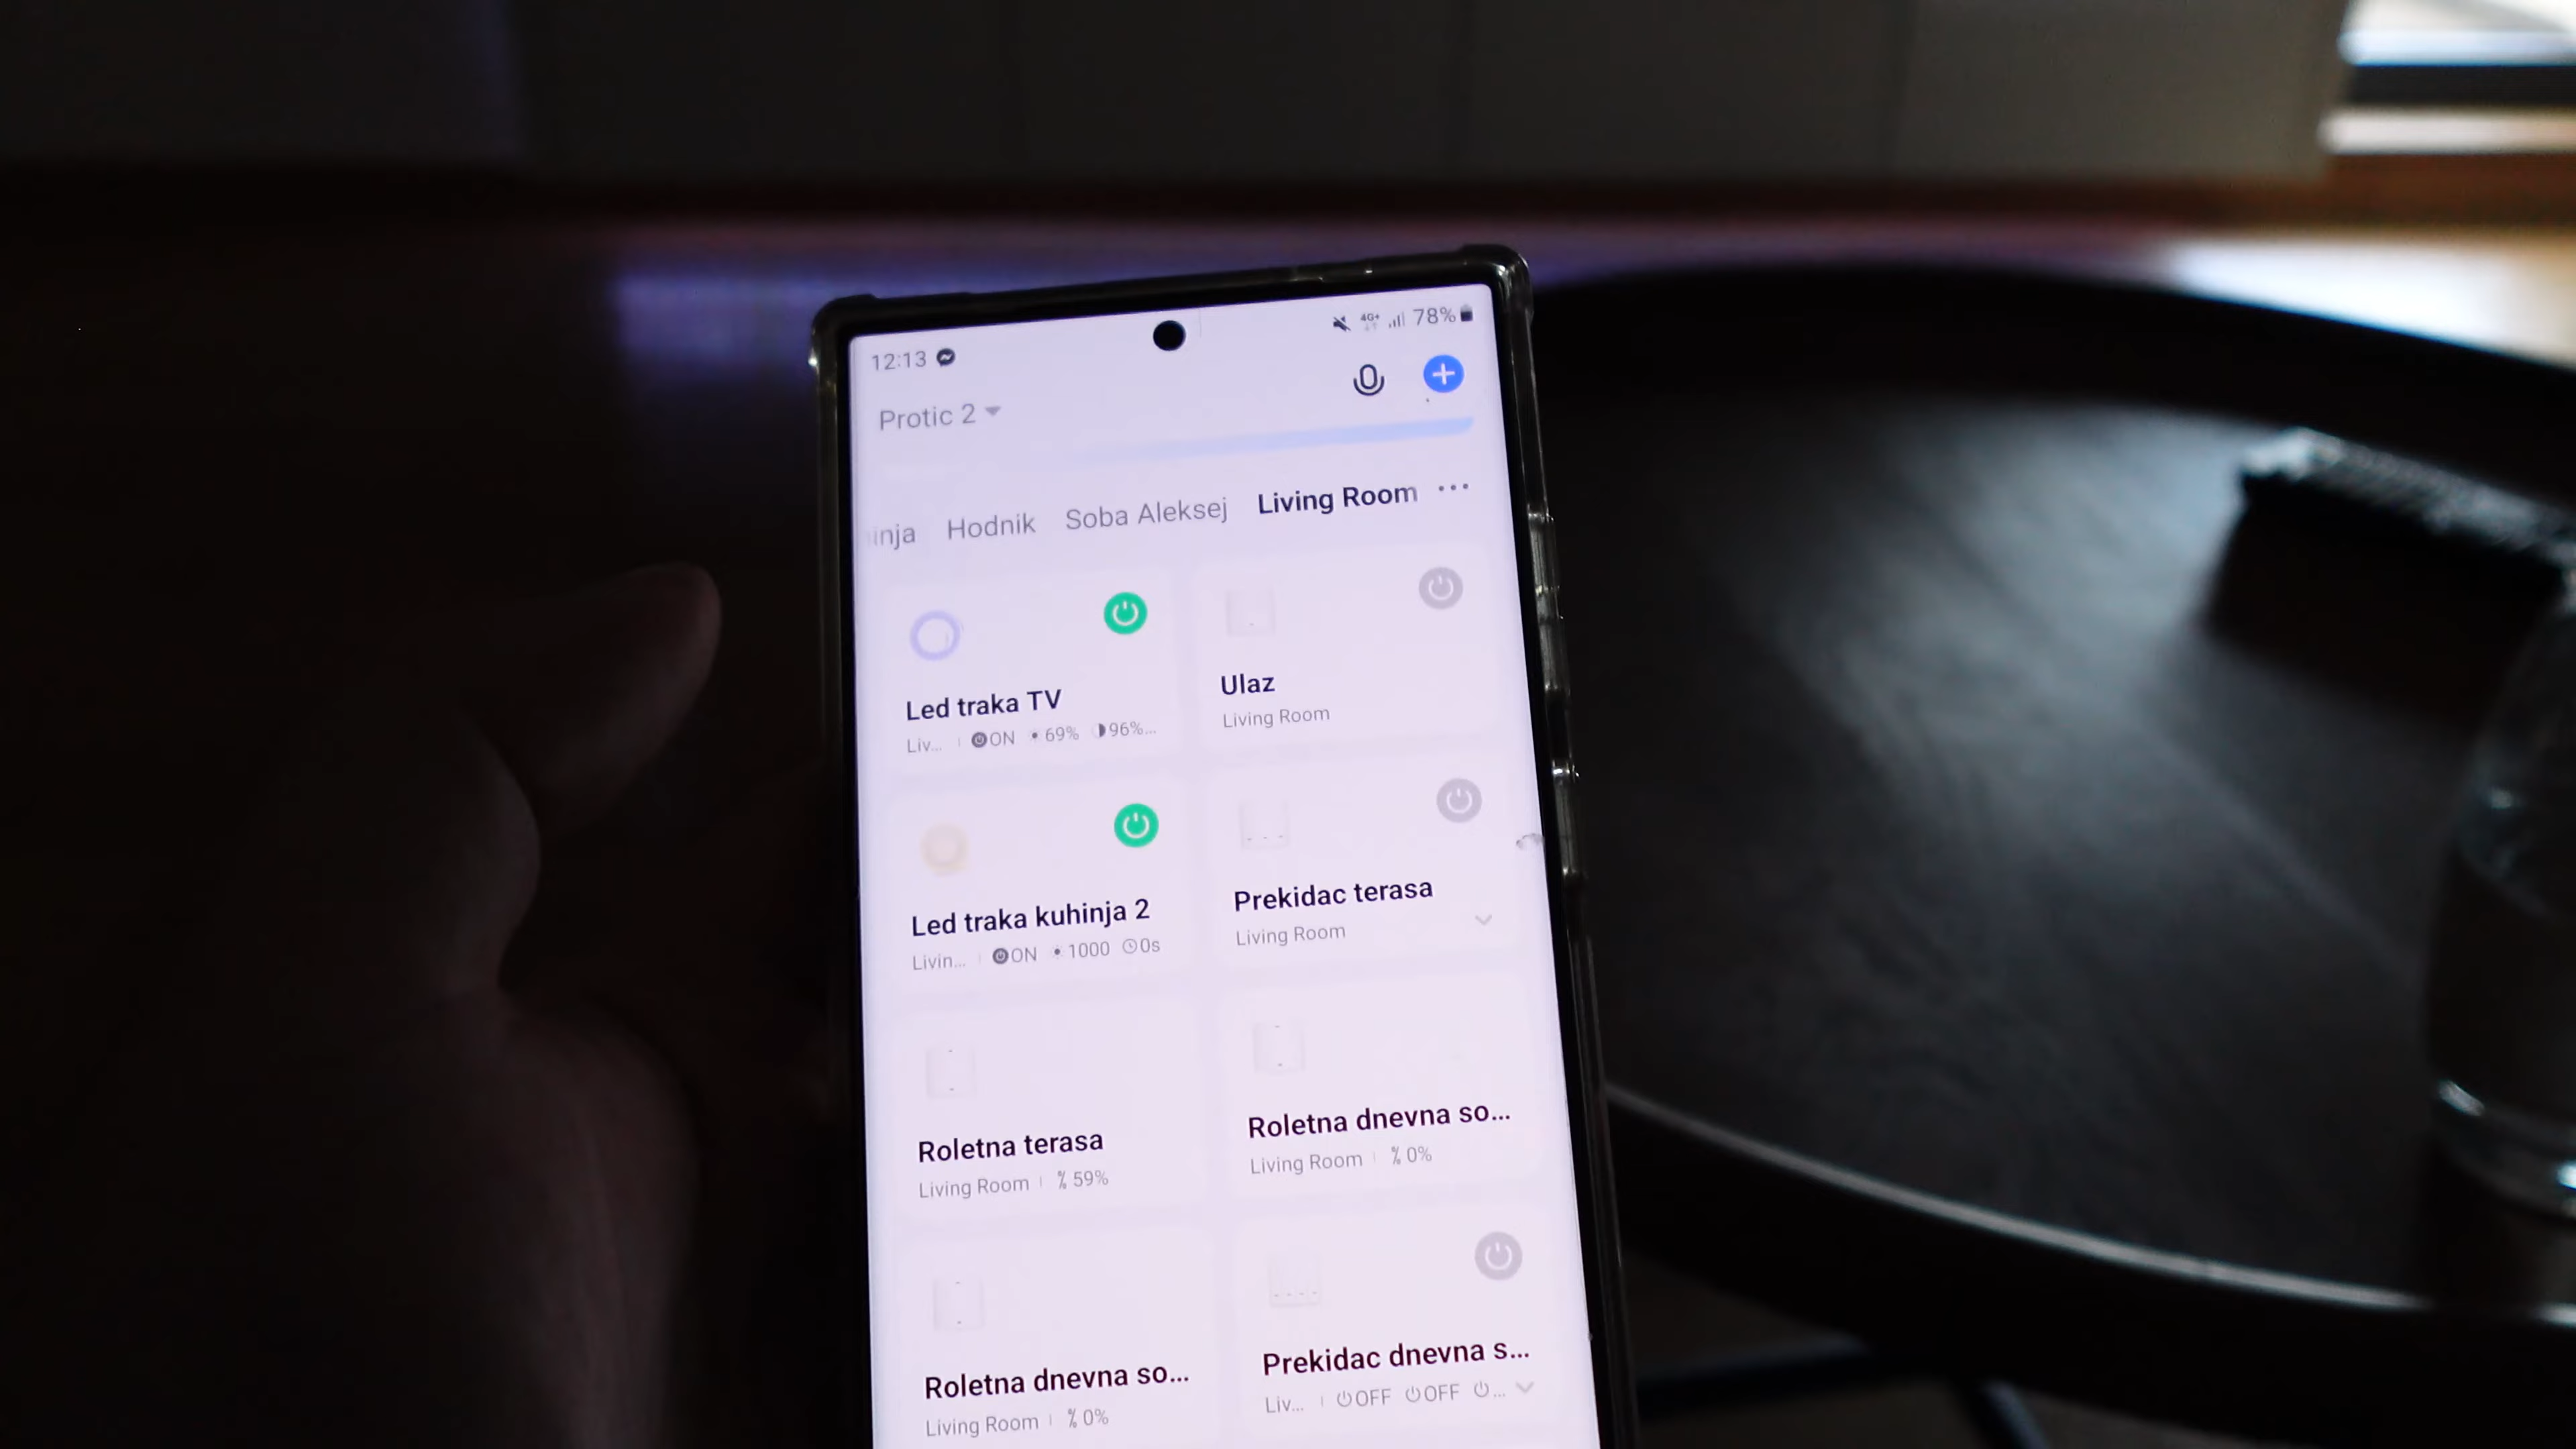 12:13 4G+ 78%
Protic 2
inja Hodnik Soba Aleksej Living Room ...
Led traka TV
Liv... ON 69% 96%...
Ulaz
Living Room
Led traka kuhinja 2
Livin... ON 1000 0s
Prekidac terasa
Living Room
Roletna terasa
Living Room 59%
Roletna dnevna so...
Living Room 0%
Roletna dnevna so...
Living Room 0%
Prekidac dnevna s...
Liv... OFF OFF ...